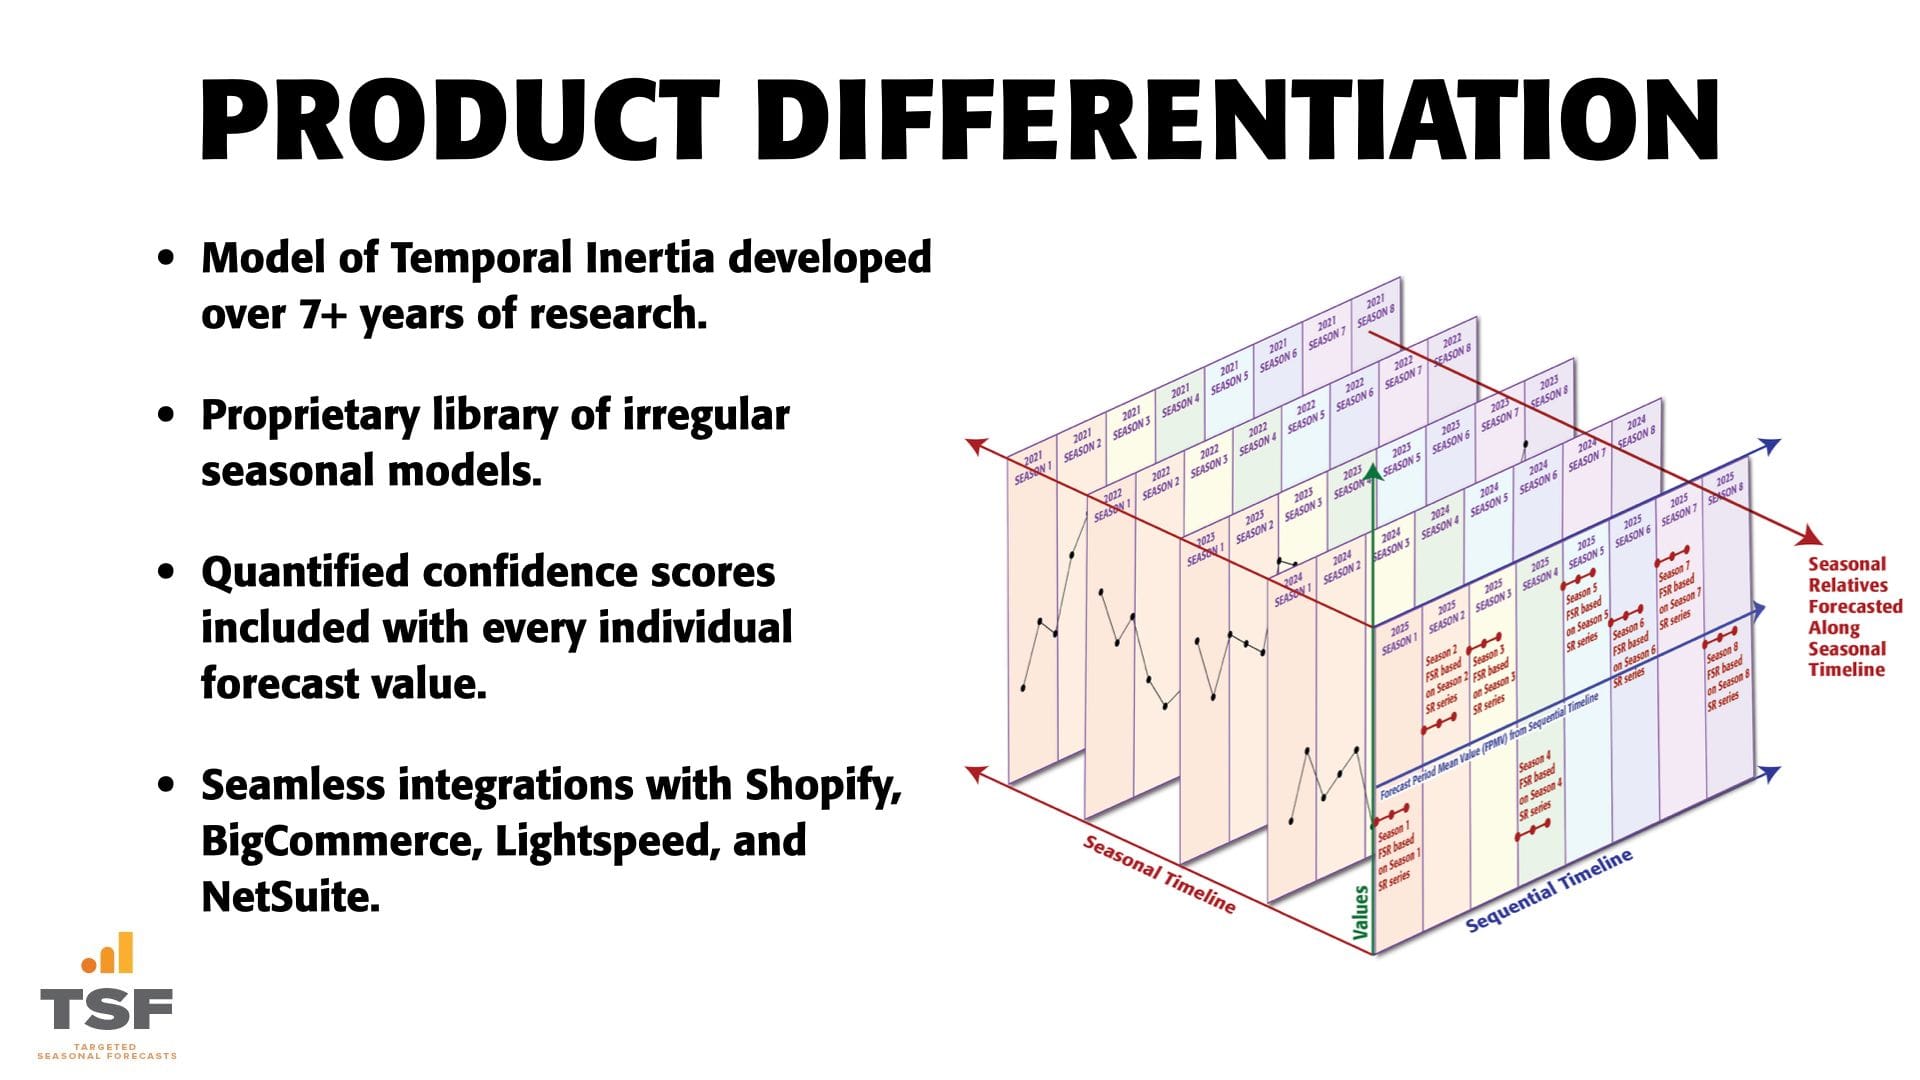 PRODUCT DIFFERENTIATION
• Model of Temporal Inertia developed
over 7+ years of research.
• Proprietary library of irregular
seasonal models.
• Quantified confidence scores
included with every individual
forecast value.
• Seamless integrations with Shopify,
BigCommerce, Lightspeed, and
NetSuite.
TSF
TARGETED
SEASONAL FORECASTS
2021
SEASON 1
2021
SEASON 2
2021
SEASON 3
2021
SEASON 4
2021
SEASON 5
2021
SEASON 6
2021
SEASON 7
2021
SEASON 8
2022
SEASON 1
2022
SEASON 2
2022
SEASON 3
2022
SEASON 4
2022
SEASON 5
2022
SEASON 6
2022
SEASON 7
2022
SEASON 8
2023
SEASON 1
2023
SEASON 2
2023
SEASON 3
2023
SEASON 4
2023
SEASON 5
2023
SEASON 6
2023
SEASON 7
2023
SEASON 8
2024
SEASON 1
2024
SEASON 2
2024
SEASON 3
2024
SEASON 4
2024
SEASON 5
2024
SEASON 6
2024
SEASON 7
2024
SEASON 8
2025
SEASON 1
2025
SEASON 2
2025
SEASON 3
2025
SEASON 4
2025
SEASON 5
2025
SEASON 6
2025
SEASON 7
2025
SEASON 8
Season 1
FSR based
on Season 1
SR series
Season 2
FSR based
on Season 2
SR series
Season 3
FSR based
on Season 3
SR series
Season 4
FSR based
on Season 4
SR series
Season 5
FSR based
on Season 5
SR series
Season 6
FSR based
on Season 6
SR series
Season 7
FSR based
on Season 7
SR series
Season 8
FSR based
on Season 8
SR series
Forecast Period Mean Value (FPMV) from Sequential Timeline
Seasonal
Relatives
Forecasted
Along
Seasonal
Timeline
Seasonal Timeline
Values
Sequential Timeline